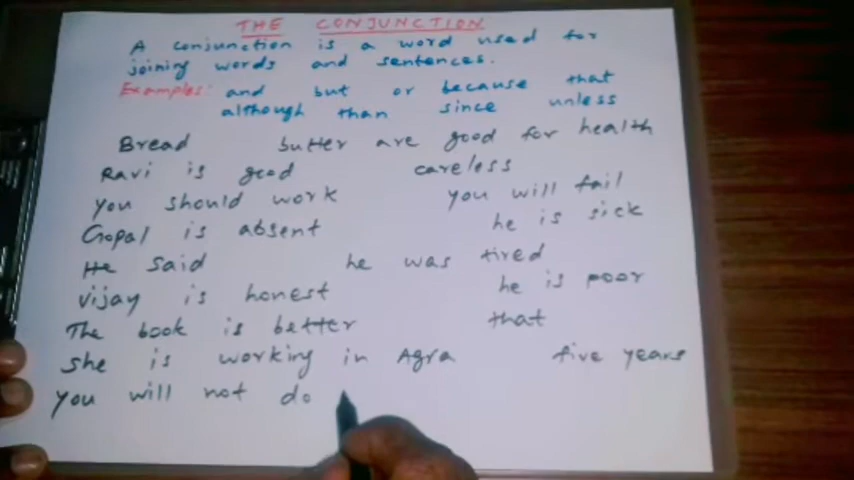 THE CONJUNCTION
A conjunction is a word used for
joining words and sentences.
Examples: and but or because that
although than since unless
Bread butter are good for health
Ravi is good careless
you should work you will fail
Gopal is absent he is sick
He said he was tired
Vijay is honest he is poor
The book is better that
She is working in Agra five years
you will not do